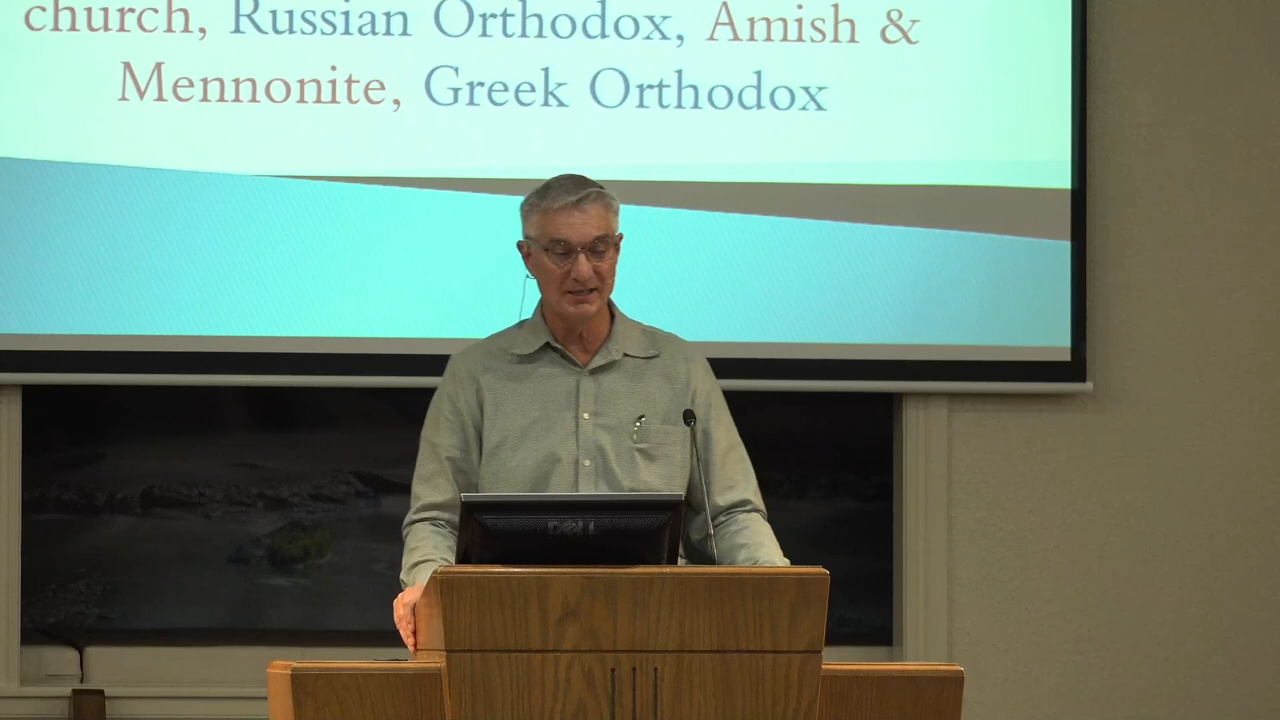 church, Russian Orthodox, Amish &
Mennonite, Greek Orthodox
DELL